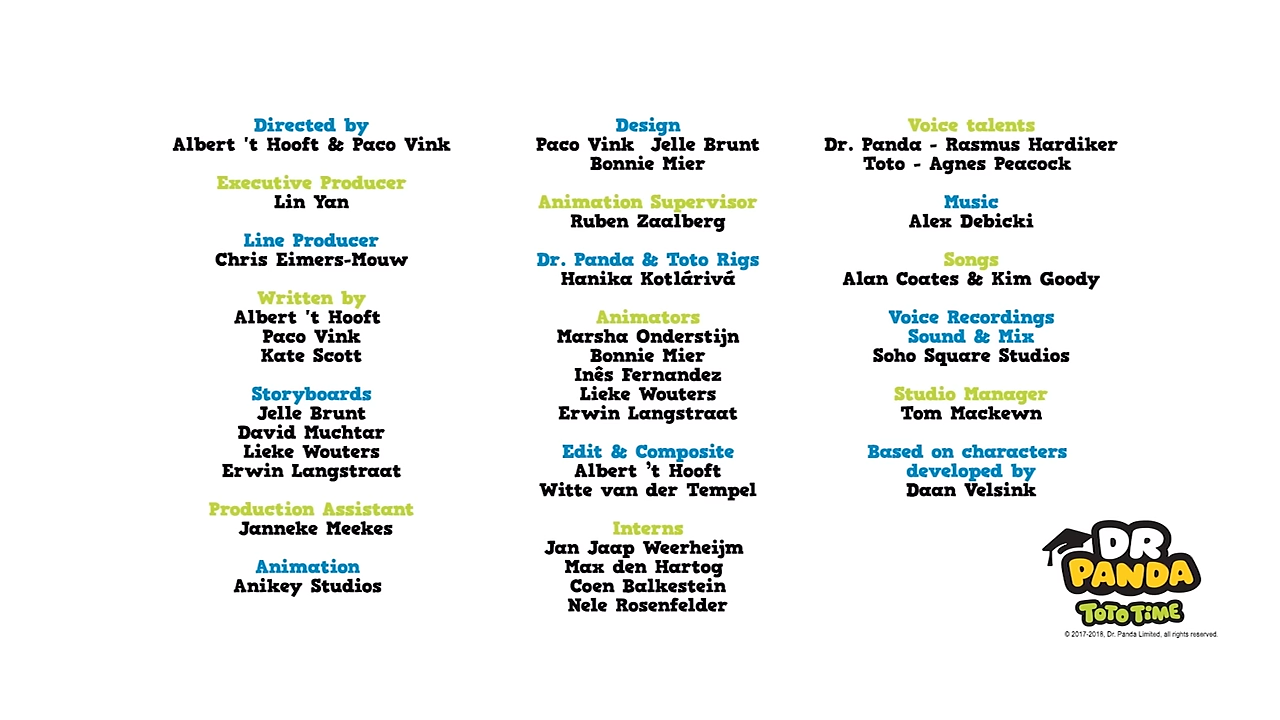 Directed by
Albert 't Hooft & Paco Vink
Executive Producer
Lin Yan
Line Producer
Chris Eimers-Mouw
Written by
Albert 't Hooft
Paco Vink
Kate Scott
Storyboards
Jelle Brunt
David Muchtar
Lieke Wouters
Erwin Langstraat
Production Assistant
Janneke Meekes
Animation
Anikey Studios
Design
Paco Vink Jelle Brunt
Bonnie Mier
Animation Supervisor
Ruben Zaalberg
Dr. Panda & Toto Rigs
Hanika Kotlárivá
Animators
Marsha Onderstijn
Bonnie Mier
Inês Fernandez
Lieke Wouters
Erwin Langstraat
Edit & Composite
Albert ’t Hooft
Witte van der Tempel
Interns
Jan Jaap Weerheijm
Max den Hartog
Coen Balkestein
Nele Rosenfelder
Voice talents
Dr. Panda - Rasmus Hardiker
Toto - Agnes Peacock
Music
Alex Debicki
Songs
Alan Coates & Kim Goody
Voice Recordings
Sound & Mix
Soho Square Studios
Studio Manager
Tom Mackewn
Based on characters
developed by
Daan Velsink
DR
PANDA
TOTO TIME
© 2017-2018, Dr. Panda Limited, all rights reserved.